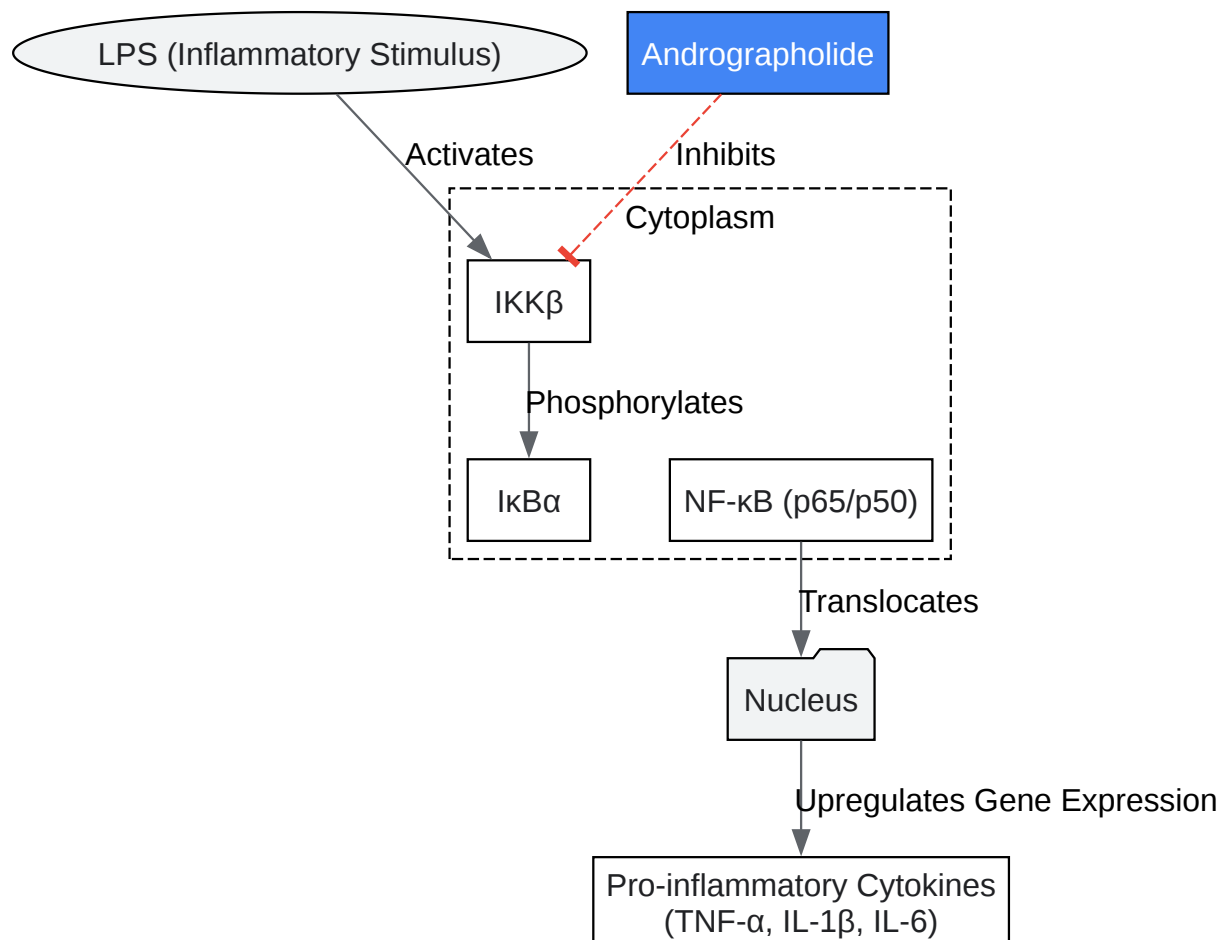 LPS (Inflammatory Stimulus)
Andrographolide
Activates
Inhibits
Cytoplasm
IKKβ
Phosphorylates
IκBα
NF-κB (p65/p50)
Translocates
Nucleus
Upregulates Gene Expression
Pro-inflammatory Cytokines
(TNF-α, IL-1β, IL-6)